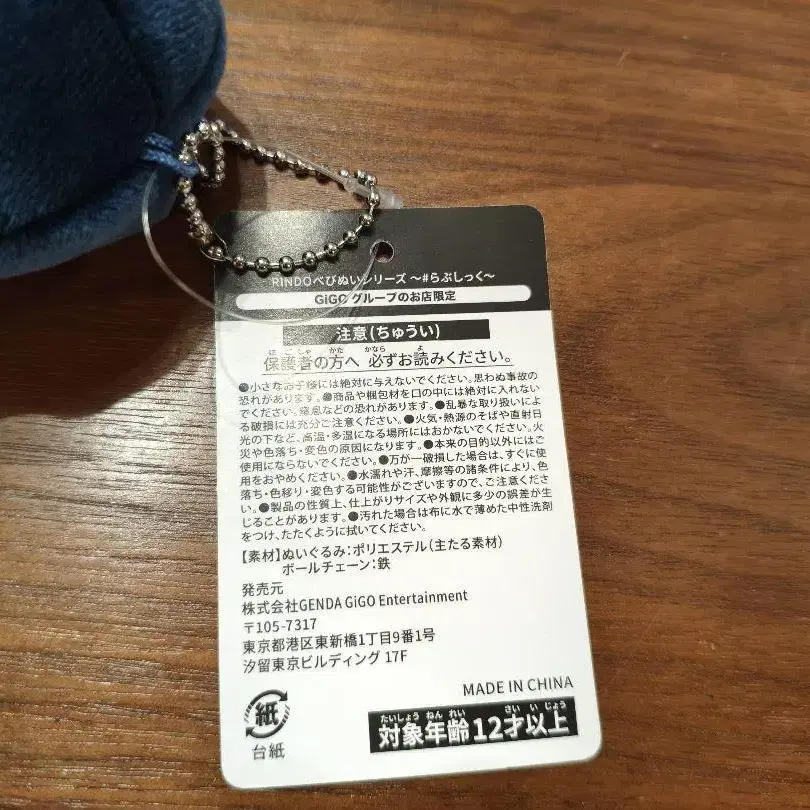 RINDOべびぬいシリーズ ～#らぶしっく～
GiGO グループのお店限定
注意(ちゅうい)
保護者の方へ 必ずお読みください。
●小さなお子様には絶対に与えないでください。思わぬ事故の
恐れがあります。●商品や梱包材を口の中には絶対に入れない
でください。窒息などの恐れがあります。●乱暴な取り扱いによ
る破損には充分ご注意ください。●火気・熱源のそばや直射日
光の下など、高温・多湿になる場所にはおかないでください。火
災や色落ち・変色の原因になります。●本来の目的以外にはご
使用にならないでください。●万が一破損した場合は、すぐに使
用をおやめください。●水濡れや汗、摩擦等の諸条件により、色
落ち・色移り・変色する可能性がございますので、ご注意くださ
い。●製品の性質上、仕上がりサイズや外観に多少の誤差が生
じることがあります。●汚れた場合は布に水で薄めた中性洗剤
をつけ、たたくように拭いてください。
【素材】ぬいぐるみ:ポリエステル(主たる素材)
ボールチェーン:鉄
発売元
株式会社GENDA GiGO Entertainment
〒105-7317
東京都港区東新橋1丁目9番1号
汐留東京ビルディング 17F
MADE IN CHINA
紙
台紙
対象年齢12才以上